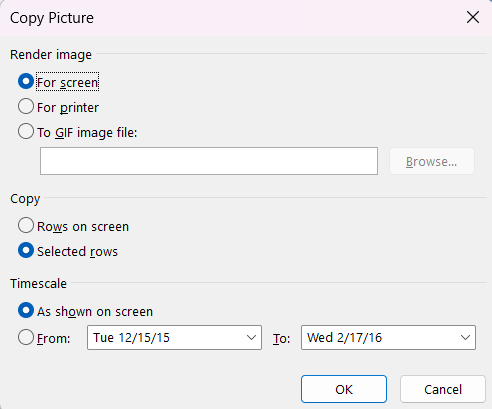 Copy Picture
Render image
For screen
For printer
To GIF image file:
Browse...
Copy
Rows on screen
Selected rows
Timescale
As shown on screen
From: Tue 12/15/15 To: Wed 2/17/16
OK Cancel